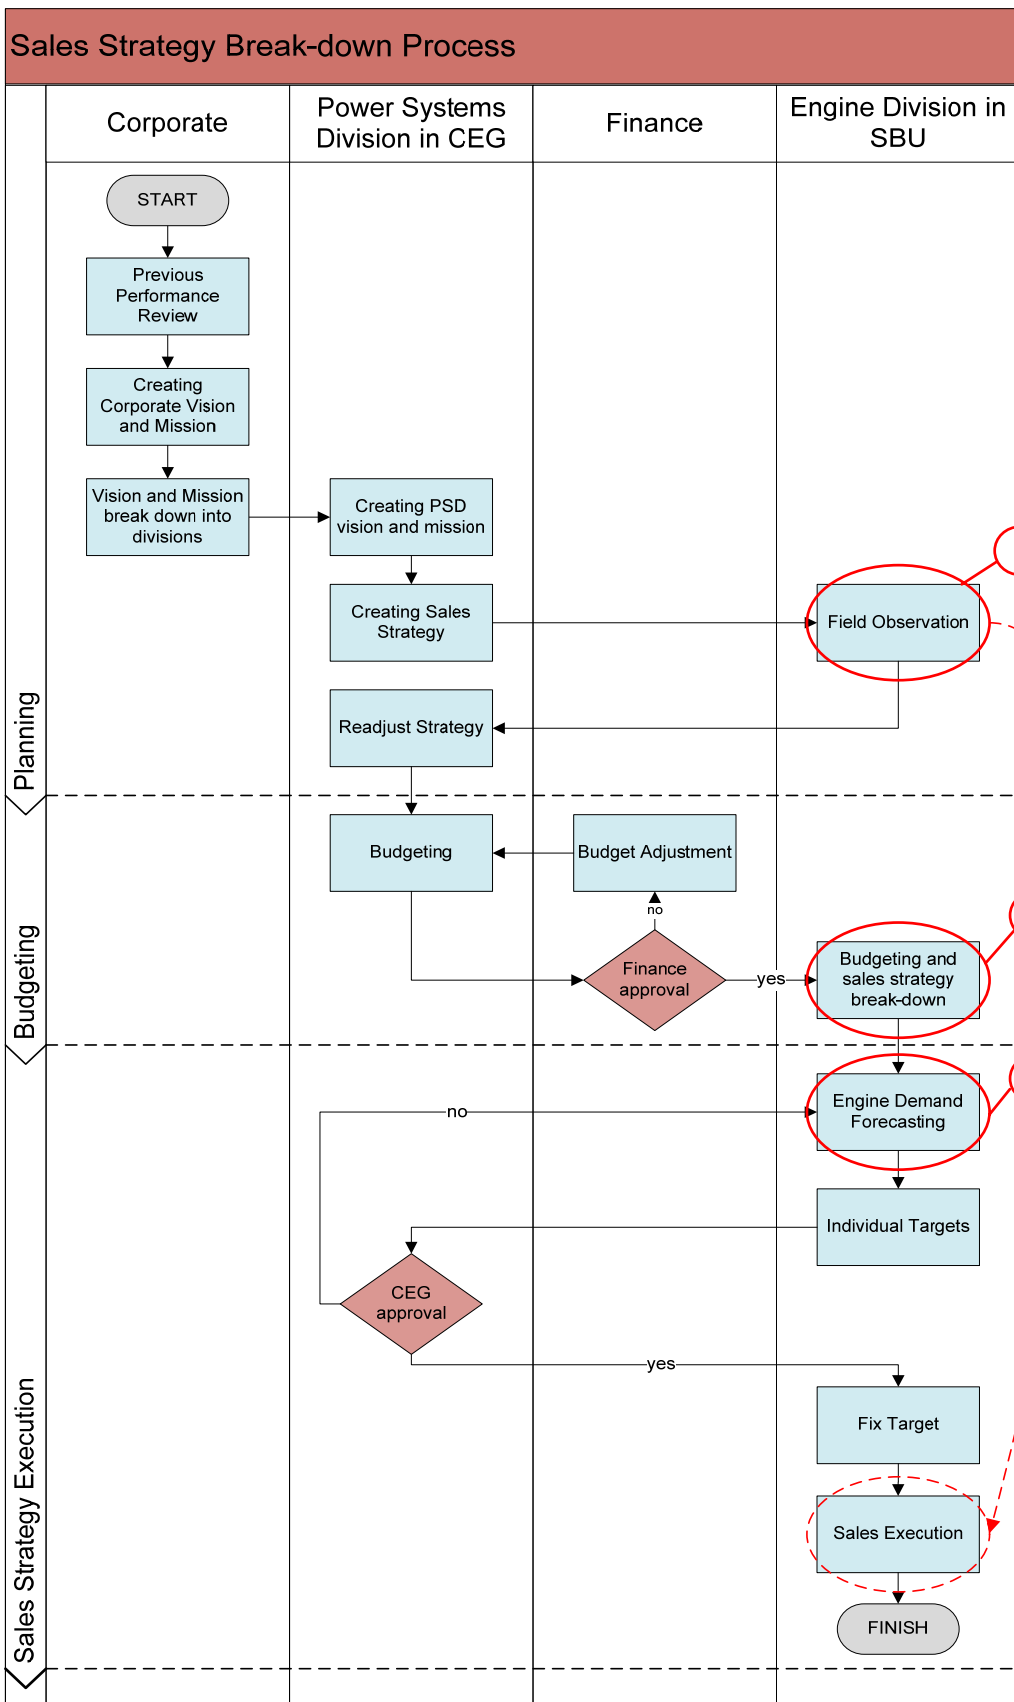 Sales Strategy Break-down Process
Corporate
Power Systems
Division in CEG
Finance
Engine Division in
SBU
START
Previous
Performance
Review
Creating
Corporate Vision
and Mission
Vision and Mission
break down into
divisions
Creating PSD
vision and mission
Creating Sales
Strategy
Field Observation
Readjust Strategy
Planning
Budgeting
Budget Adjustment
no
Finance
approval
yes
Budgeting and
sales strategy
break-down
Budgeting
Engine Demand
Forecasting
no
Individual Targets
CEG
approval
yes
Fix Target
Sales Execution
FINISH
Sales Strategy Execution